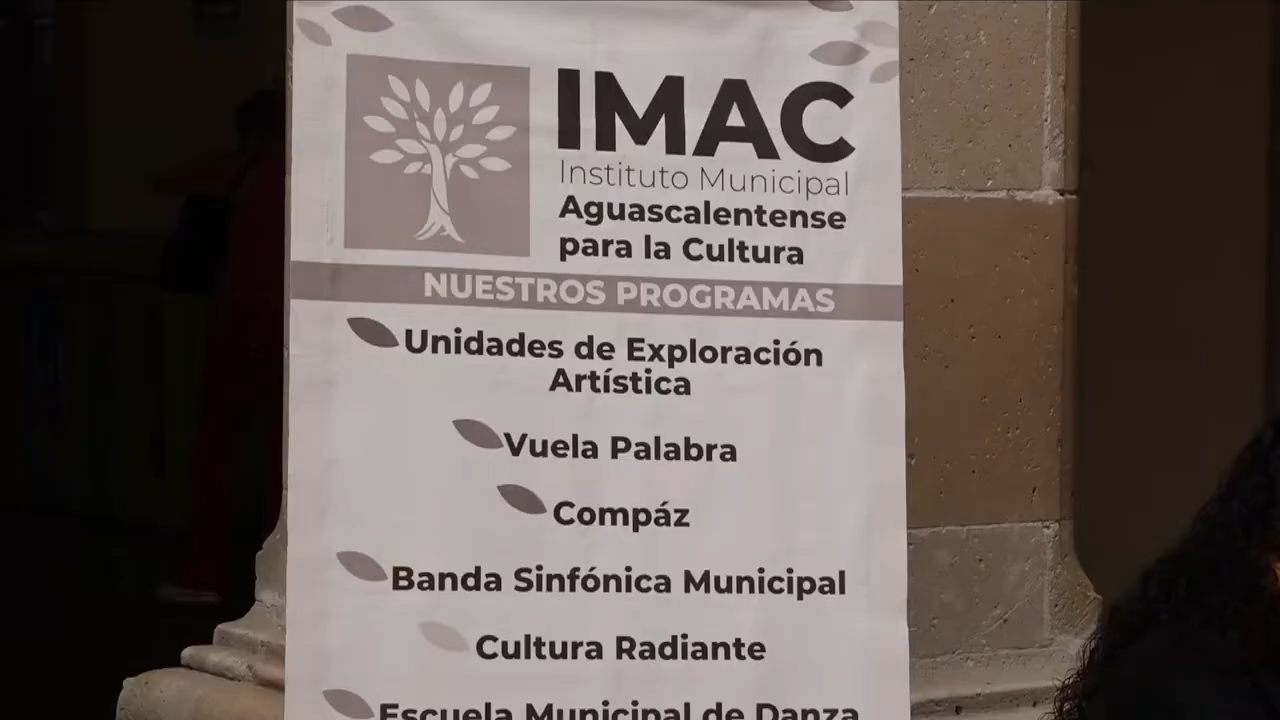 IMAC
Instituto Municipal
Aguascalentense
para la Cultura
NUESTROS PROGRAMAS
Unidades de Exploración
Artística
Vuela Palabra
Compáz
Banda Sinfónica Municipal
Cultura Radiante
Escuela Municipal de Danza